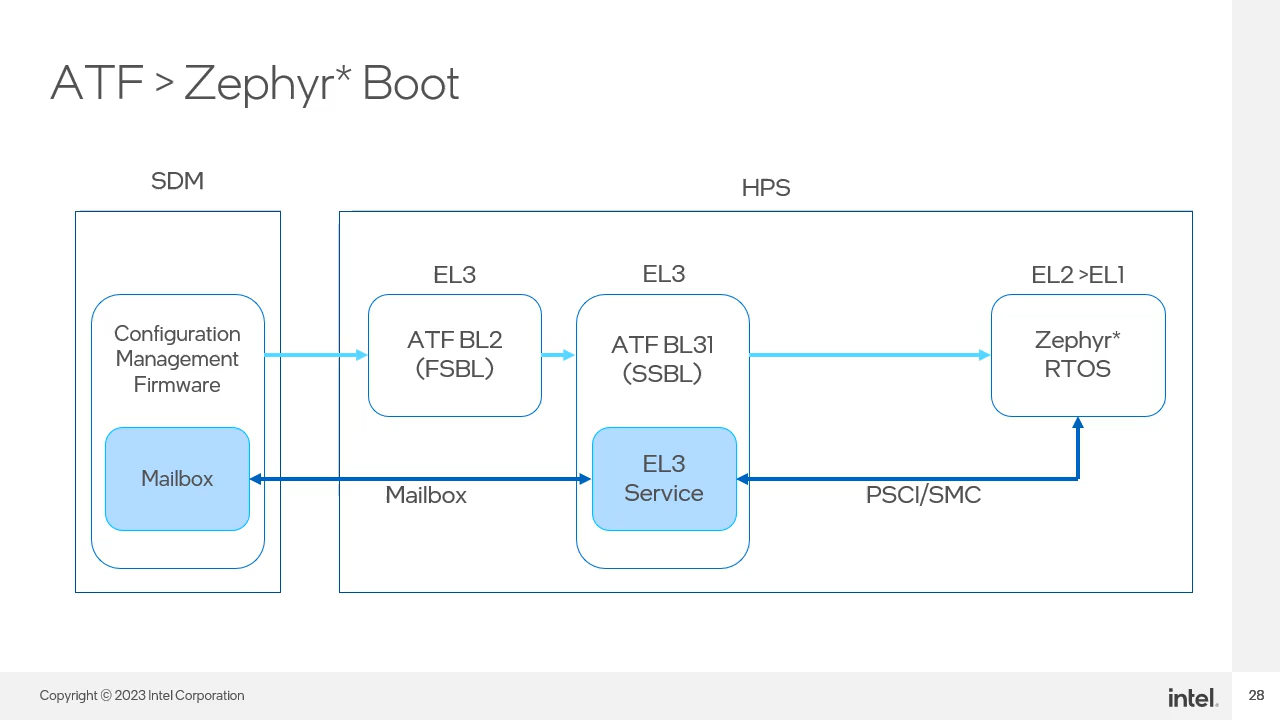 ATF > Zephyr* Boot
SDM
HPS
EL3
EL3
EL2 >EL1
Configuration
Management
Firmware
ATF BL2
(FSBL)
ATF BL31
(SSBL)
Zephyr*
RTOS
Mailbox
Mailbox
EL3
Service
PSCI/SMC
Copyright © 2023 Intel Corporation
intel.
28